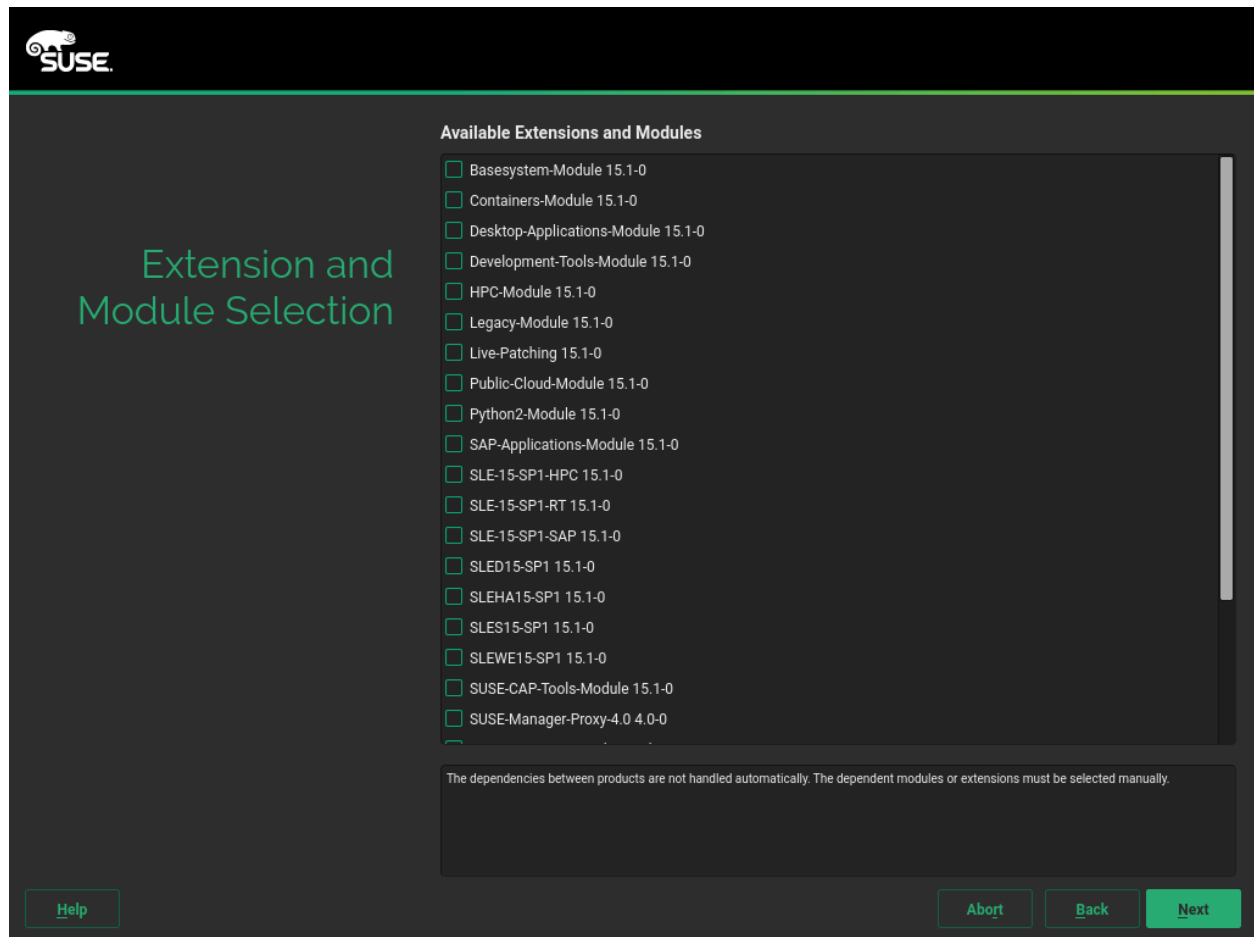 SUSE.
Extension and
Module Selection
Available Extensions and Modules
Basesystem-Module 15.1-0
Containers-Module 15.1-0
Desktop-Applications-Module 15.1-0
Development-Tools-Module 15.1-0
HPC-Module 15.1-0
Legacy-Module 15.1-0
Live-Patching 15.1-0
Public-Cloud-Module 15.1-0
Python2-Module 15.1-0
SAP-Applications-Module 15.1-0
SLE-15-SP1-HPC 15.1-0
SLE-15-SP1-RT 15.1-0
SLE-15-SP1-SAP 15.1-0
SLED15-SP1 15.1-0
SLEHA15-SP1 15.1-0
SLES15-SP1 15.1-0
SLEWE15-SP1 15.1-0
SUSE-CAP-Tools-Module 15.1-0
SUSE-Manager-Proxy-4.0 4.0-0
The dependencies between products are not handled automatically. The dependent modules or extensions must be selected manually.
Help
Abort
Back
Next